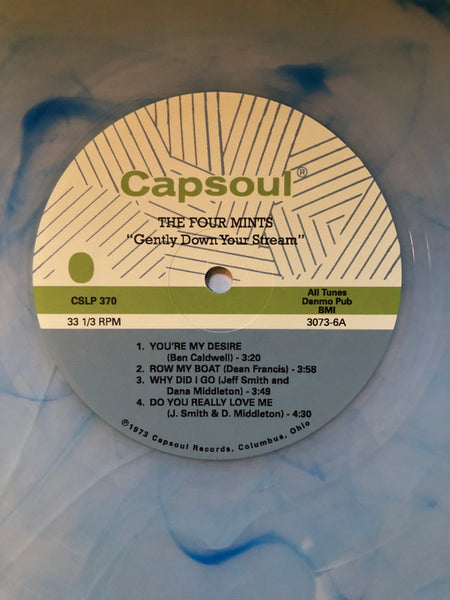 Capsoul®
THE FOUR MINTS
"Gently Down Your Stream"
CSLP 370
All Tunes
Danmo Pub
BMI
33 1/3 RPM
3073-6A
1. YOU'RE MY DESIRE
(Ben Caldwell) - 3:20
2. ROW MY BOAT (Dean Francis) - 3:58
3. WHY DID I GO (Jeff Smith and
Dana Middleton) - 3:49
4. DO YOU REALLY LOVE ME
(J. Smith & D. Middleton) - 4:30
℗1973 Capsoul Records, Columbus, Ohio